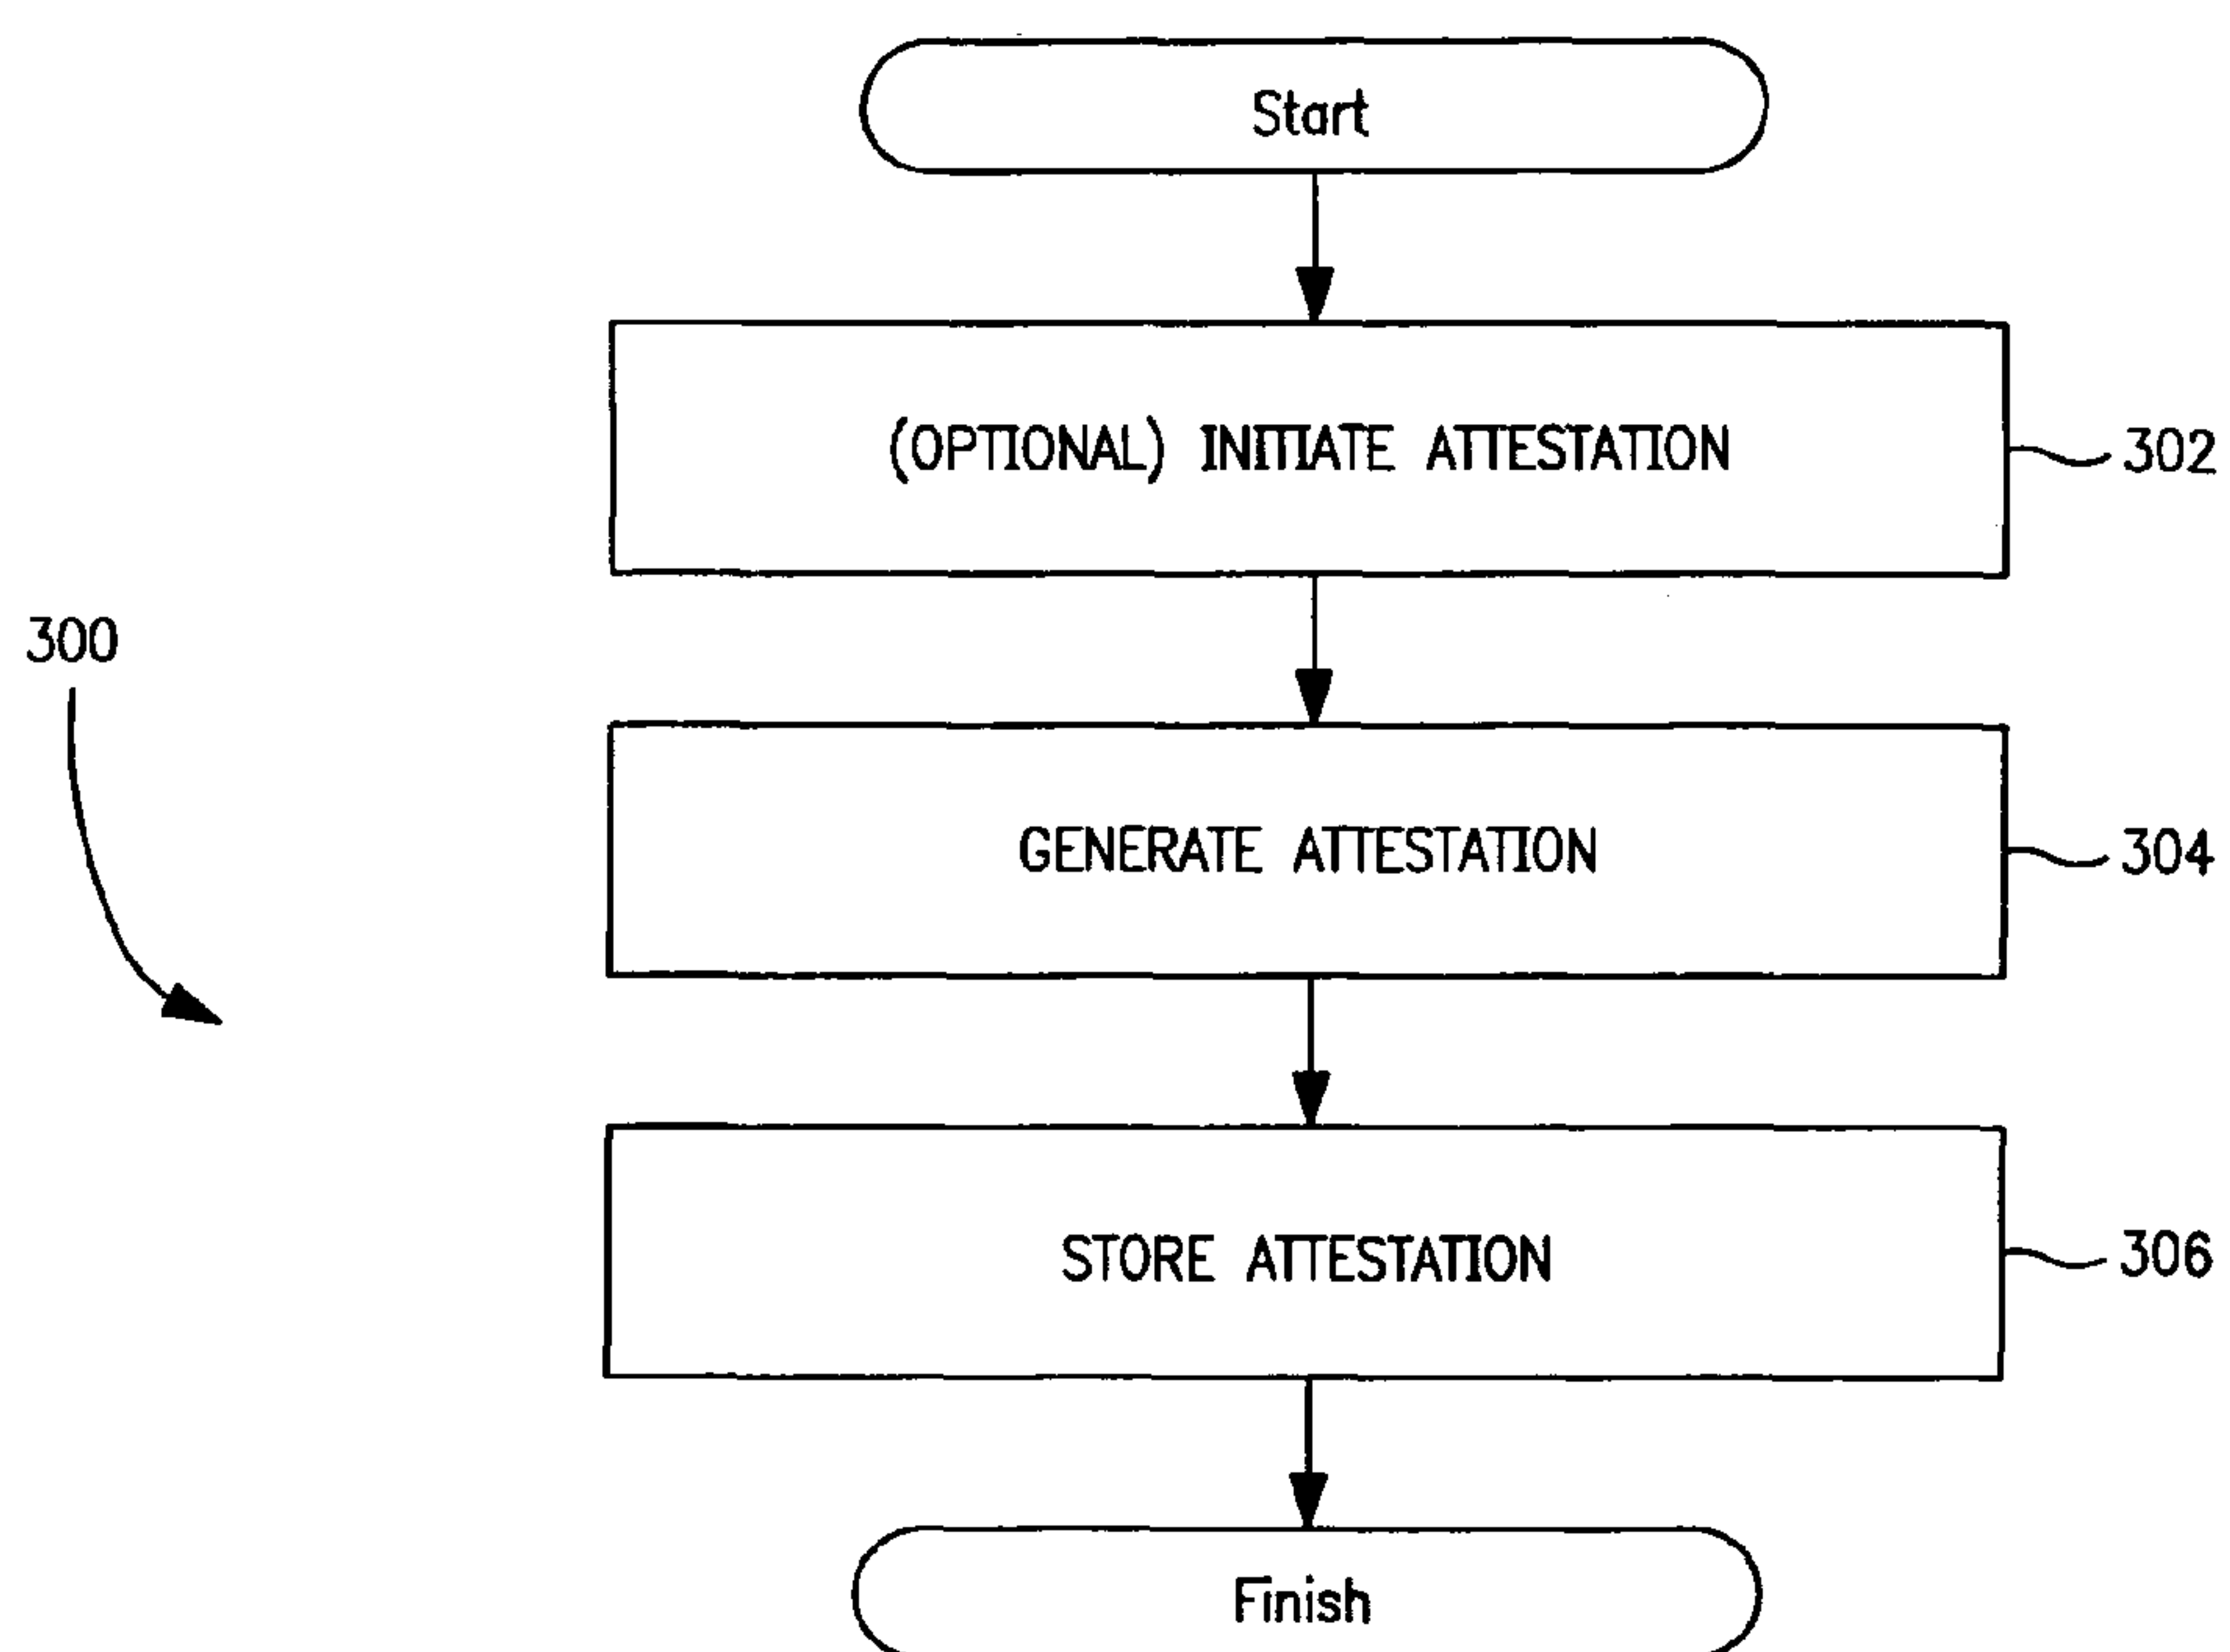 Start
(OPTIONAL) INITIATE ATTESTATION
302
300
GENERATE ATTESTATION
304
STORE ATTESTATION
306
Finish